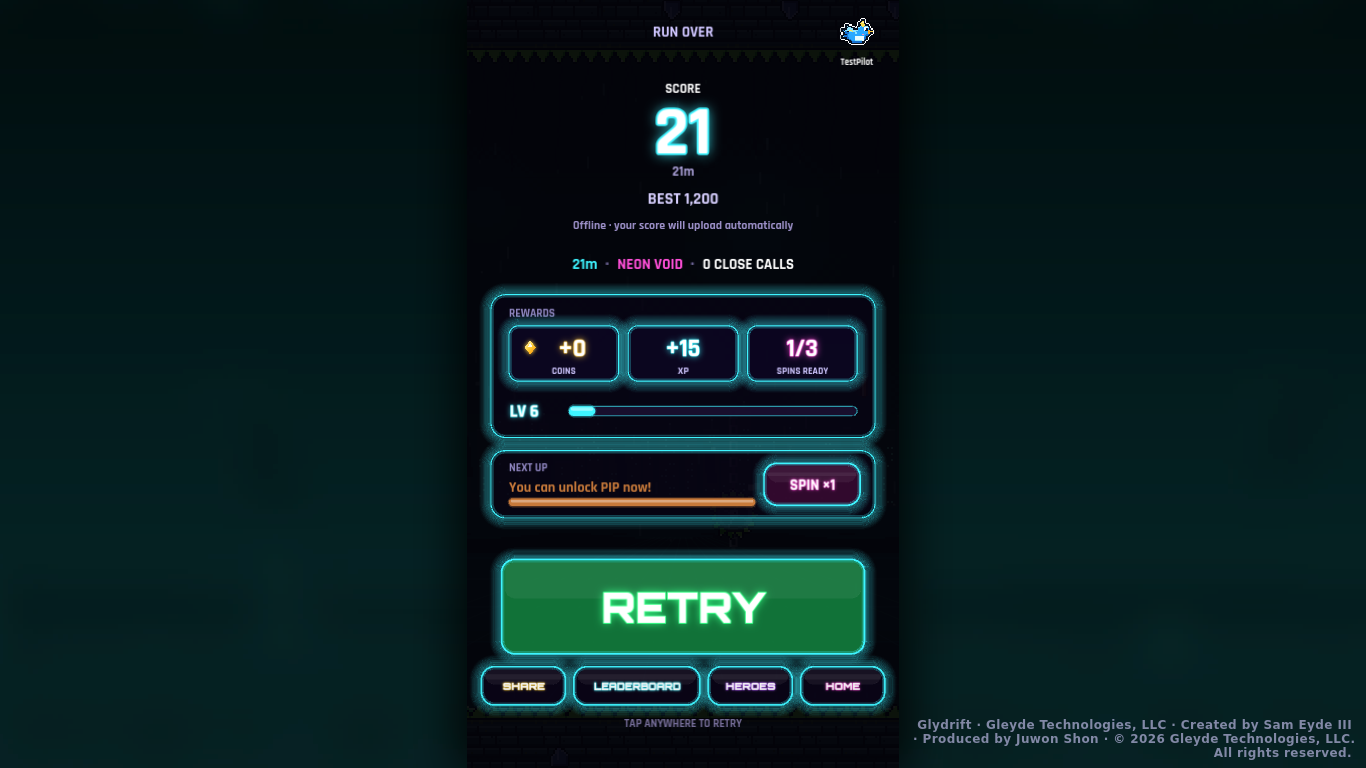 RUN OVER
TestPilot
SCORE
21
21m
BEST 1,200
Offline · your score will upload automatically
21m · NEON VOID · 0 CLOSE CALLS
REWARDS
+0 +15 1/3
COINS XP SPINS READY
LV 6
NEXT UP
You can unlock PIP now!
SPIN ×1
RETRY
SHARE LEADERBOARD HEROES HOME
TAP ANYWHERE TO RETRY
Glydrift · Gleyde Technologies, LLC · Created by Sam Eyde III
· Produced by Juwon Shon · © 2026 Gleyde Technologies, LLC.
All rights reserved.